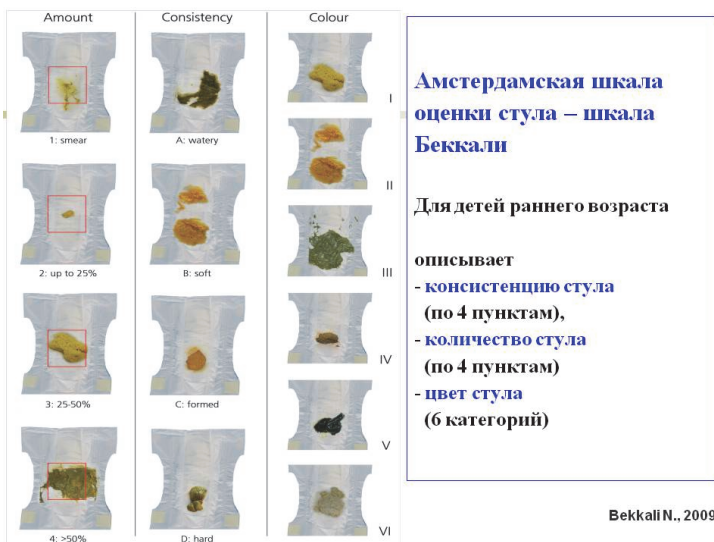 Amount
Consistency
Colour
1: smear
A: watery
I
2: up to 25%
B: soft
II
III
3: 25-50%
C: formed
IV
V
4: >50%
D: hard
VI
Амстердамская шкала
оценки стула – шкала
Беккали
Для детей раннего возраста
описывает
- консистенцию стула
(по 4 пунктам),
- количество стула
(по 4 пунктам)
- цвет стула
(6 категорий)
Bekkali N., 2009